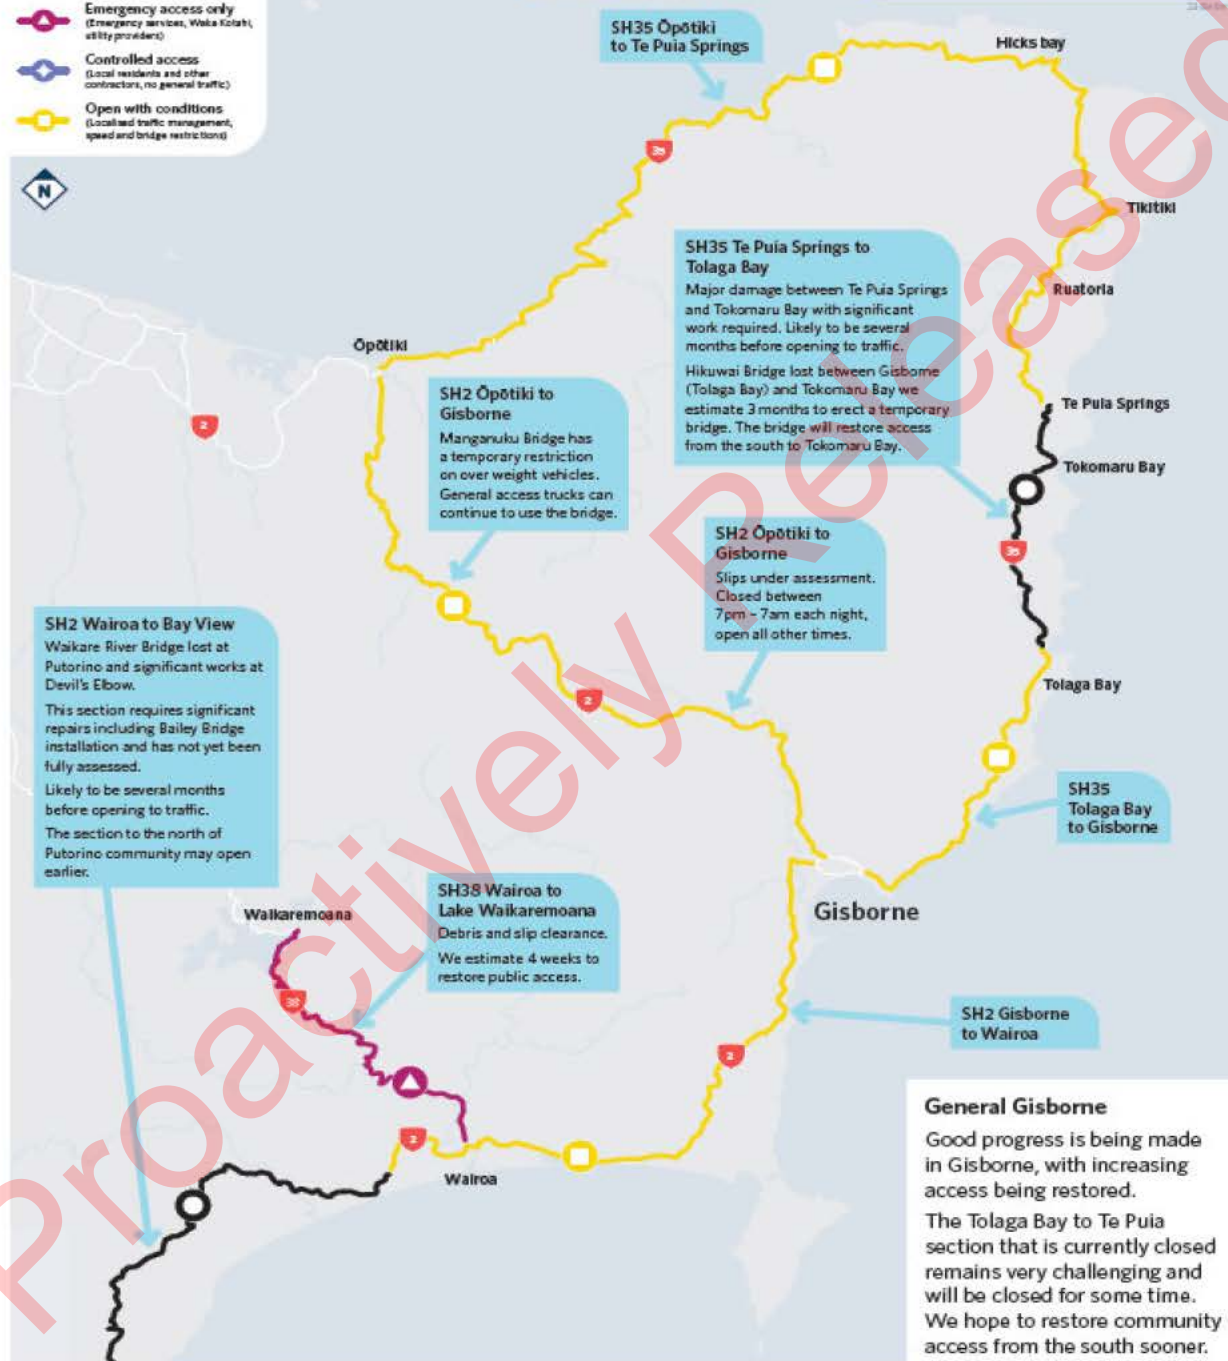 Emergency access only
(Emergency services, Waka Kotahi,
utility providers)
Controlled access
(Local residents and other
contractors, no general traffic)
Open with conditions
(Localised traffic management,
speed and bridge restrictions)
N
SH35 Ōpōtiki
to Te Puia Springs
Hicks bay
35
Tikitiki
SH35 Te Puia Springs to
Tolaga Bay
Major damage between Te Puia Springs
and Tokomaru Bay with significant
work required. Likely to be several
months before opening to traffic.
Hikuwai Bridge lost between Gisborne
(Tolaga Bay) and Tokomaru Bay we
estimate 3 months to erect a temporary
bridge. The bridge will restore access
from the south to Tokomaru Bay.
Ruatoria
Ōpōtiki
2
SH2 Ōpōtiki to
Gisborne
Manganuku Bridge has
a temporary restriction
on over weight vehicles.
General access trucks can
continue to use the bridge.
Te Puia Springs
Tokomaru Bay
35
SH2 Ōpōtiki to
Gisborne
Slips under assessment.
Closed between
7pm – 7am each night,
open all other times.
SH2 Wairoa to Bay View
Waikare River Bridge lost at
Putorino and significant works at
Devil's Elbow.
This section requires significant
repairs including Bailey Bridge
installation and has not yet been
fully assessed.
Likely to be several months
before opening to traffic.
The section to the north of
Putorino community may open
earlier.
2
Tolaga Bay
SH35
Tolaga Bay
to Gisborne
Waikaremoana
SH38 Wairoa to
Lake Waikaremoana
Debris and slip clearance.
We estimate 4 weeks to
restore public access.
Gisborne
38
SH2 Gisborne
to Wairoa
2
2
Wairoa
General Gisborne
Good progress is being made
in Gisborne, with increasing
access being restored.
The Tolaga Bay to Te Puia
section that is currently closed
remains very challenging and
will be closed for some time.
We hope to restore community
access from the south sooner.
Proactively Released